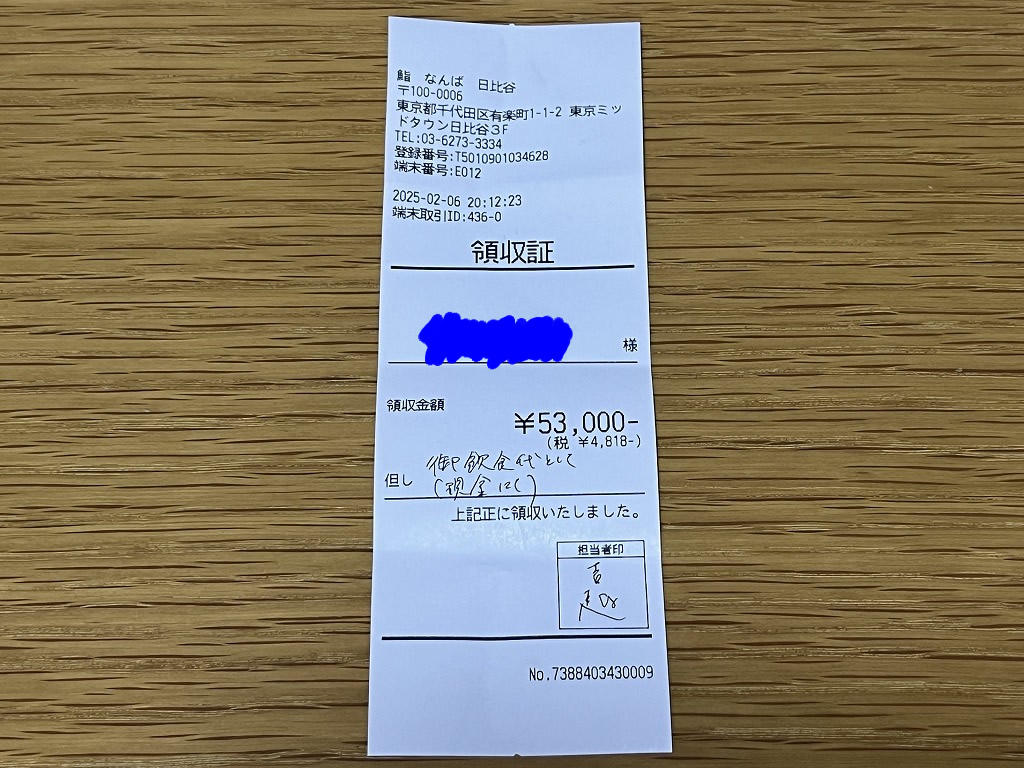 鮨 なんば 日比谷
〒100-0006
東京都千代田区有楽町1-1-2 東京ミッ
ドタウン日比谷3F
TEL:03-6273-3334
登録番号:T5010901034628
端末番号:E012
2025-02-06 20:12:23
端末取引ID:436-0
領収証
様
領収金額
¥53,000-
(税 ¥4,818-)
御飲食代として
但し (現金にて)
上記正に領収いたしました。
担当者印
No.7388403430009